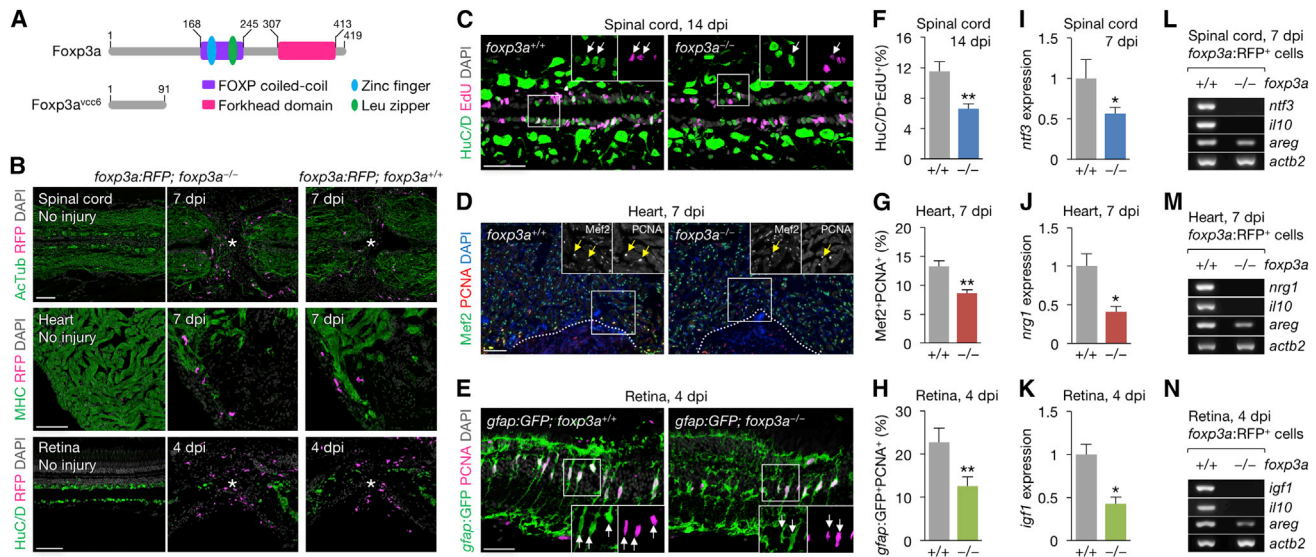 A
1
168
245
307
413
419
Foxp3a
FOXP coiled-coil
Zinc finger
Forkhead domain
Leu zipper
1
91
Foxp3aᵛᶜᶜ⁶
B
foxp3a:RFP; foxp3a−/−
foxp3a:RFP; foxp3a+/+
Spinal cord
No injury
7 dpi
7 dpi
*
*
AcTub RFP DAPI
Heart
No injury
7 dpi
7 dpi
MHC RFP DAPI
Retina
No injury
4 dpi
4 dpi
*
*
HuC/D RFP DAPI
C
Spinal cord, 14 dpi
foxp3a+/+
foxp3a−/−
HuC/D EdU DAPI
D
Heart, 7 dpi
foxp3a+/+
Mef2
PCNA
foxp3a−/−
Mef2
PCNA
Mef2 PCNA DAPI
E
Retina, 4 dpi
gfap:GFP; foxp3a+/+
gfap:GFP; foxp3a−/−
gfap:GFP PCNA DAPI
F
Spinal cord
14 dpi
HuC/D+EdU+(%)
16
12
8
4
0
**
+/+
−/−
G
Heart, 7 dpi
Mef2+PCNA+ (%)
20
15
10
5
0
**
+/+
−/−
H
Retina, 4 dpi
gfap:GFP+PCNA+ (%)
30
20
10
0
**
+/+
−/−
I
Spinal cord
7 dpi
ntf3 expression
1.5
1
0.5
0
*
+/+
−/−
J
Heart, 7 dpi
nrg1 expression
1.5
1
0.5
0
*
+/+
−/−
K
Retina, 4 dpi
igf1 expression
1.5
1
0.5
0
*
+/+
−/−
L
Spinal cord, 7 dpi
foxp3a:RFP+ cells
+/+
−/−
foxp3a
ntf3
il10
areg
actb2
M
Heart, 7 dpi
foxp3a:RFP+ cells
+/+
−/−
foxp3a
nrg1
il10
areg
actb2
N
Retina, 4 dpi
foxp3a:RFP+ cells
+/+
−/−
foxp3a
igf1
il10
areg
actb2